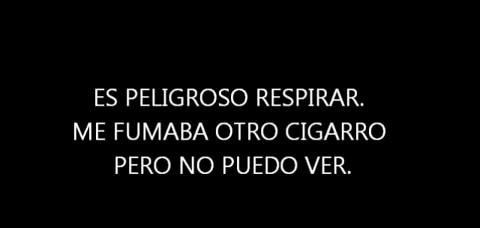 ES PELIGROSO RESPIRAR.
ME FUMABA OTRO CIGARRO
PERO NO PUEDO VER.